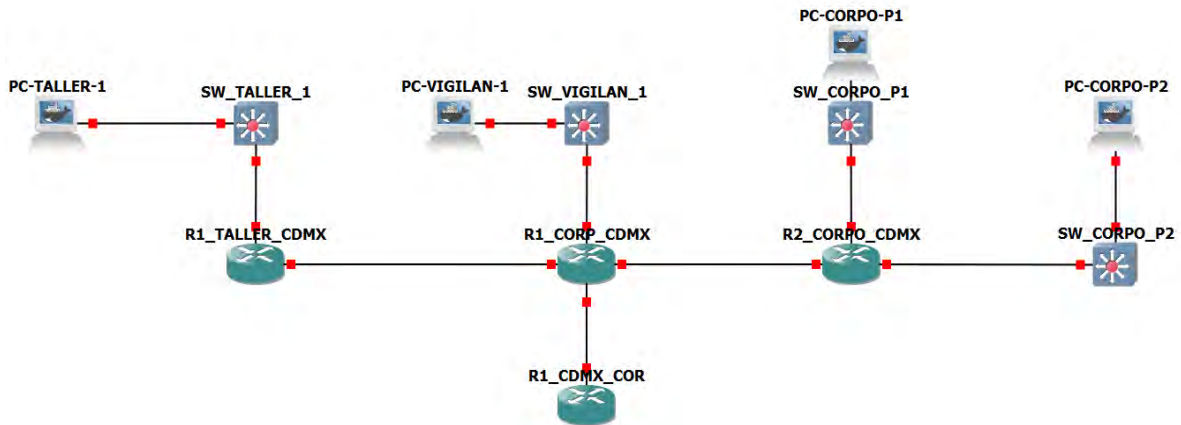 PC-CORPO-P1
PC-TALLER-1
SW_TALLER_1
PC-VIGILAN-1
SW_VIGILAN_1
SW_CORPO_P1
PC-CORPO-P2
R1_TALLER_CDMX
R1_CORP_CDMX
R2_CORPO_CDMX
SW_CORPO_P2
R1_CDMX_COR